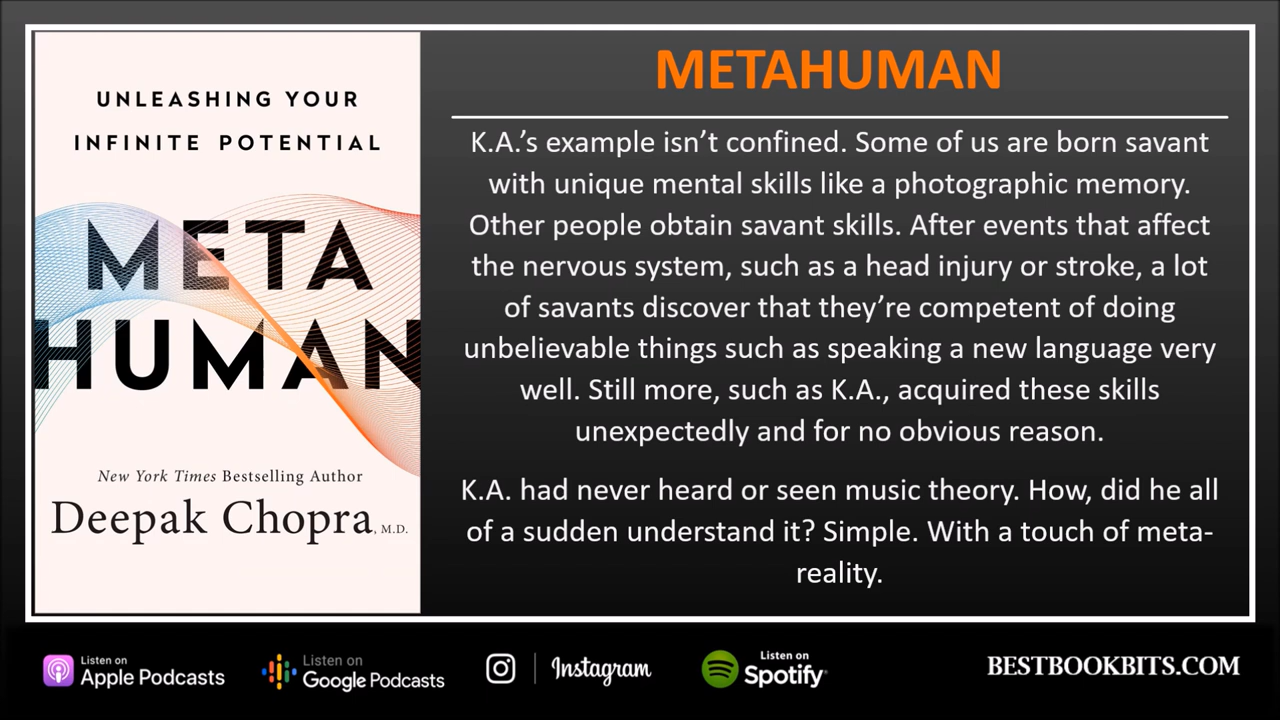 UNLEASHING YOUR
INFINITE POTENTIAL
META
HUMAN
New York Times Bestselling Author
Deepak Chopra, M.D.
METAHUMAN
K.A.’s example isn’t confined. Some of us are born savant
with unique mental skills like a photographic memory.
Other people obtain savant skills. After events that affect
the nervous system, such as a head injury or stroke, a lot
of savants discover that they’re competent of doing
unbelievable things such as speaking a new language very
well. Still more, such as K.A., acquired these skills
unexpectedly and for no obvious reason.
K.A. had never heard or seen music theory. How, did he all
of a sudden understand it? Simple. With a touch of meta-
reality.
Listen on
Apple Podcasts
Listen on
Google Podcasts
Instagram
Listen on
Spotify
BESTBOOKBITS.COM